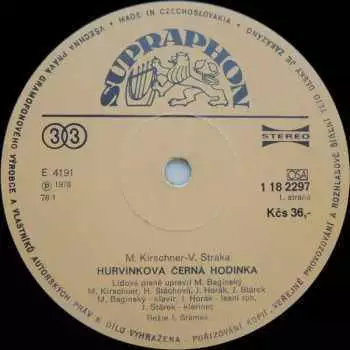 MADE IN CZECHOSLOVAKIA
VŠECHNA PRÁVA GRAMOFONOVÉHO VÝROBCE A VLASTNÍKŮ AUTORSKÝCH PRÁV K DÍLU VYHRAZENA. POŘIZOVÁNÍ KOPIÍ, VEŘEJNÉ PROVOZOVÁNÍ A ROZHLASOVÉ ŠÍŘENÍ TÉTO DESKY JE ZAKÁZÁNO
SUPRAPHON
33
STEREO
E 4191
Ⓟ 1978
78 1
OSA
1 18 2297
1. strana
Kčs 36,-
M. Kirschner-V. Straka
HURVÍNKOVA ČERNÁ HODINKA
Lidové písně upravil M. Baginský
M. Kirschner, H. Štáchová, J. Horák, J. Stárek
M. Baginský - klavír, J. Horák - lesní roh,
J. Stárek - klarinet
Režie I. Šrámek